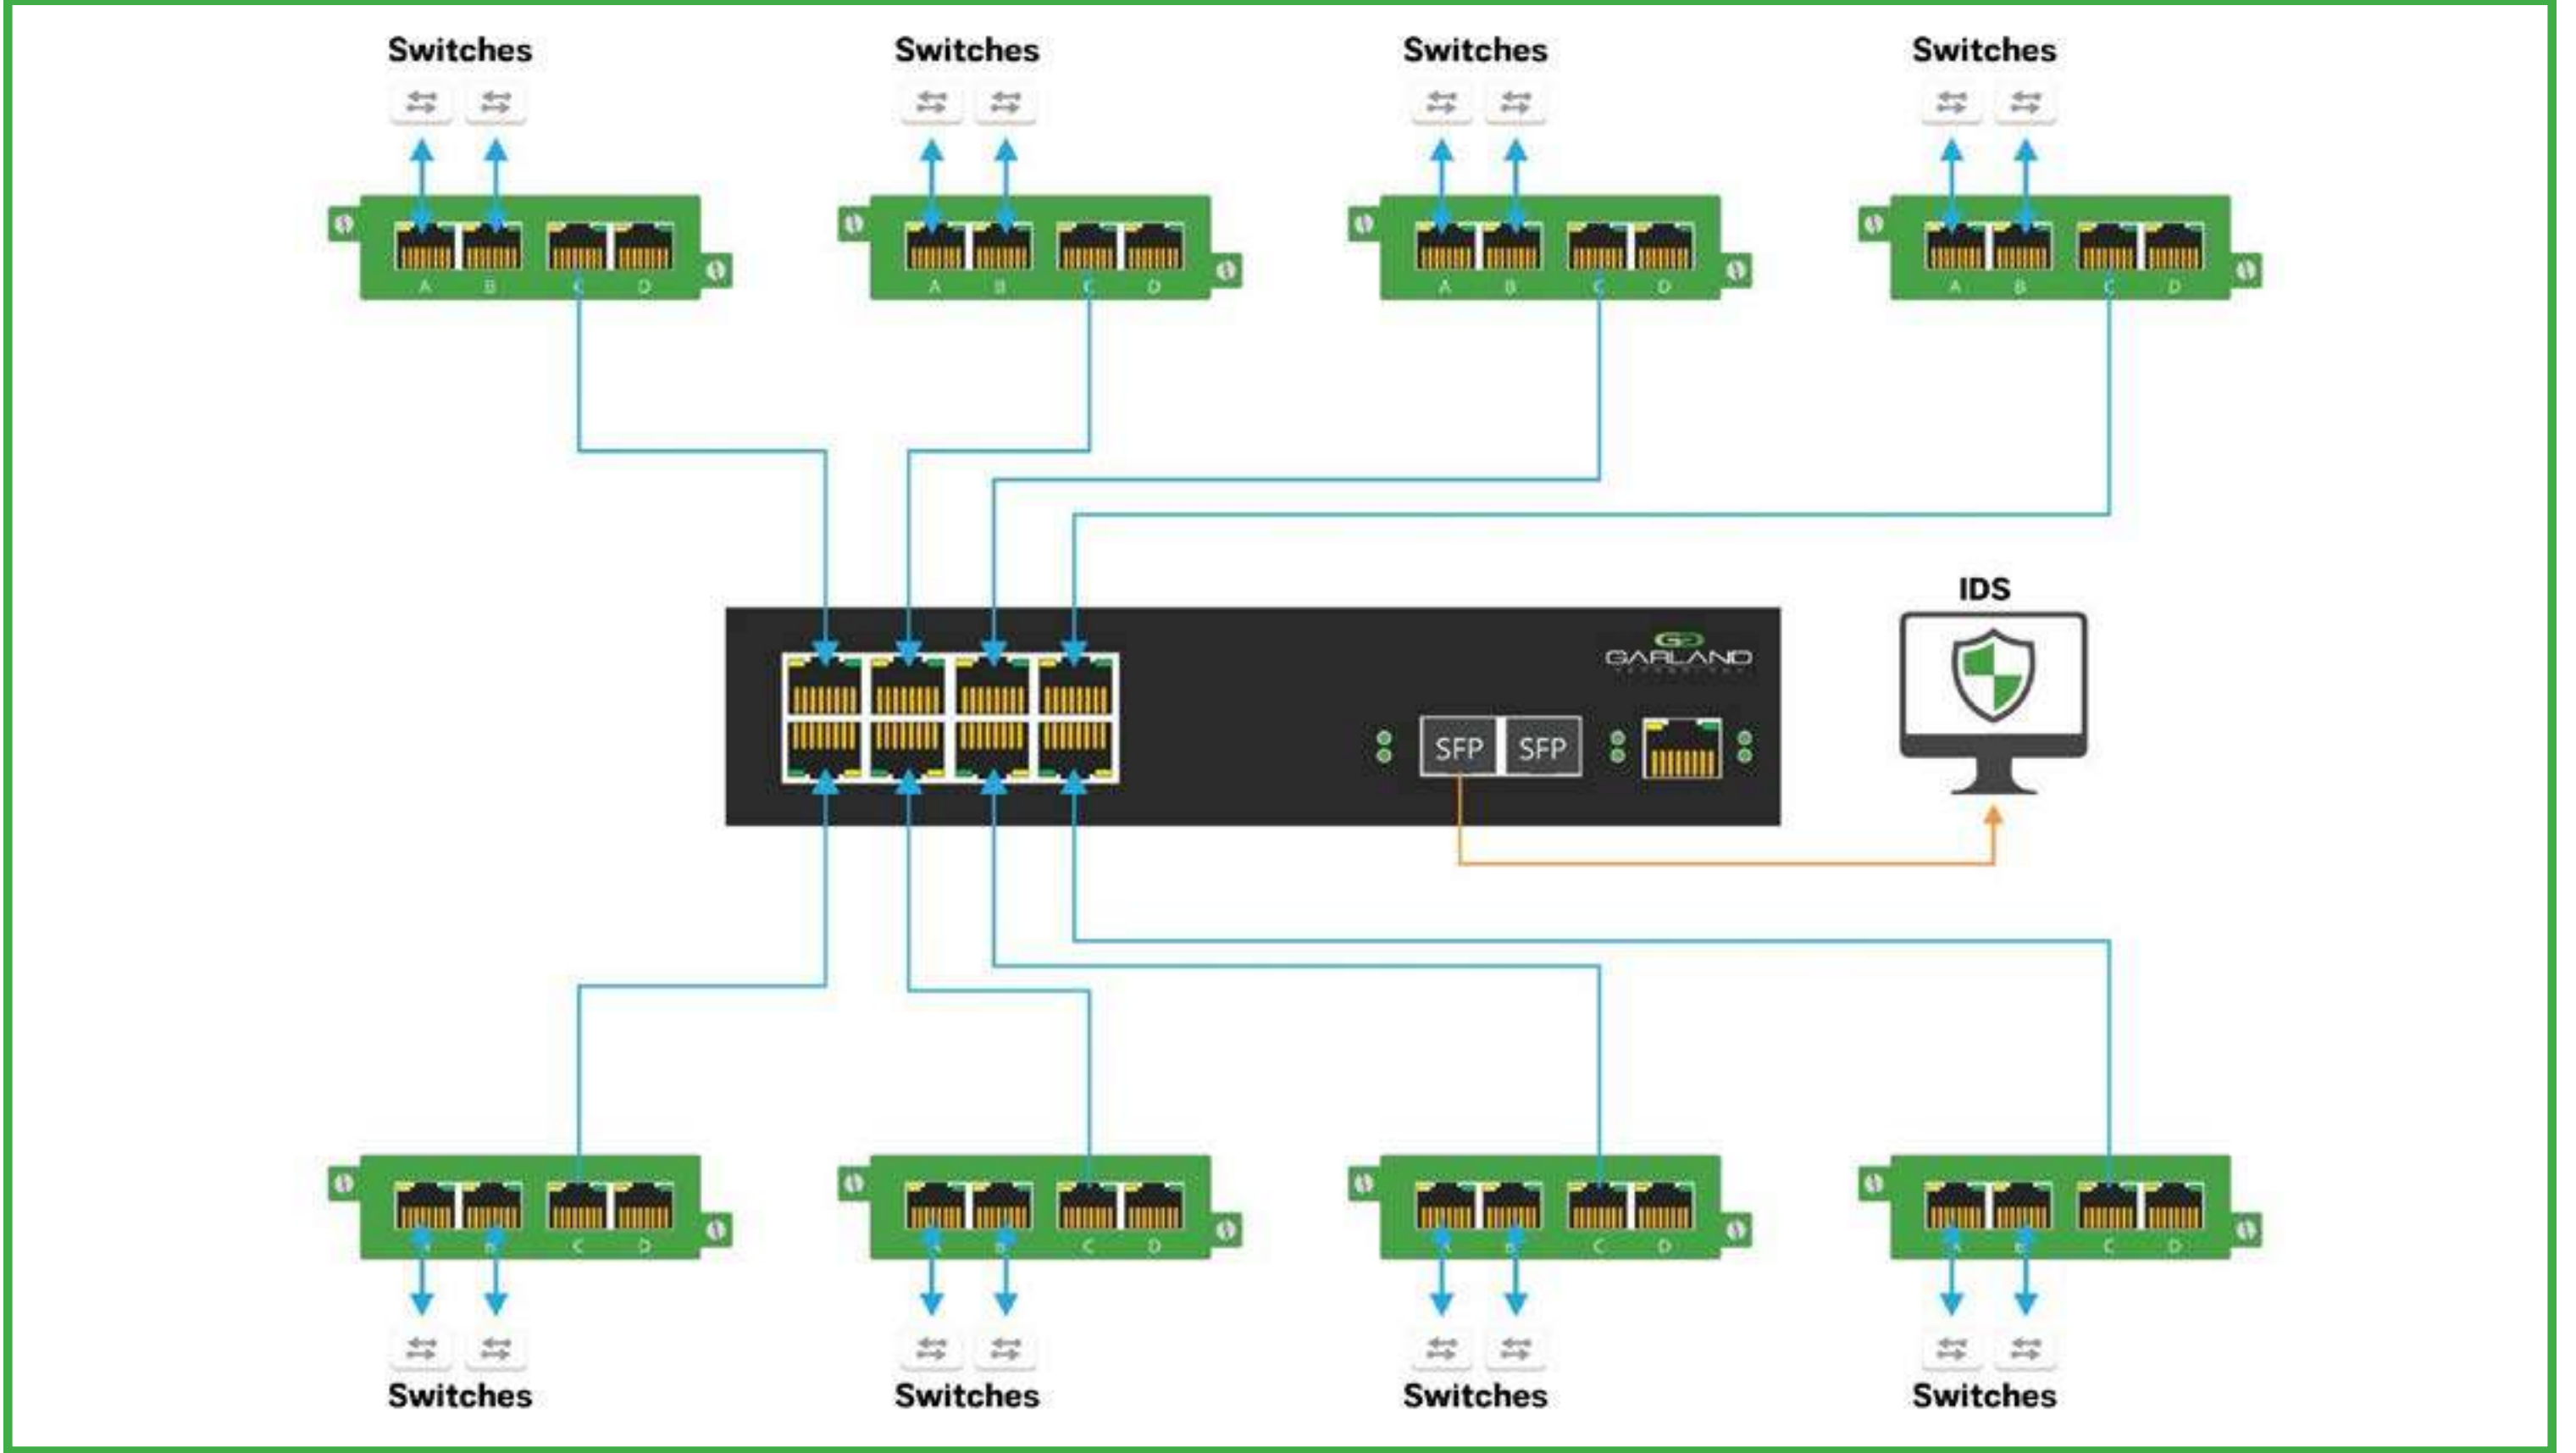 Switches Switches Switches Switches
A B C D A B C D A B C D A B C D
IDS
GARLAND
SFP SFP
B C D B C D C D C D
Switches Switches Switches Switches